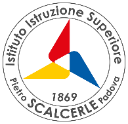 Istituto Istruzione Superiore
1869
Pietro SCALCERLE Padova